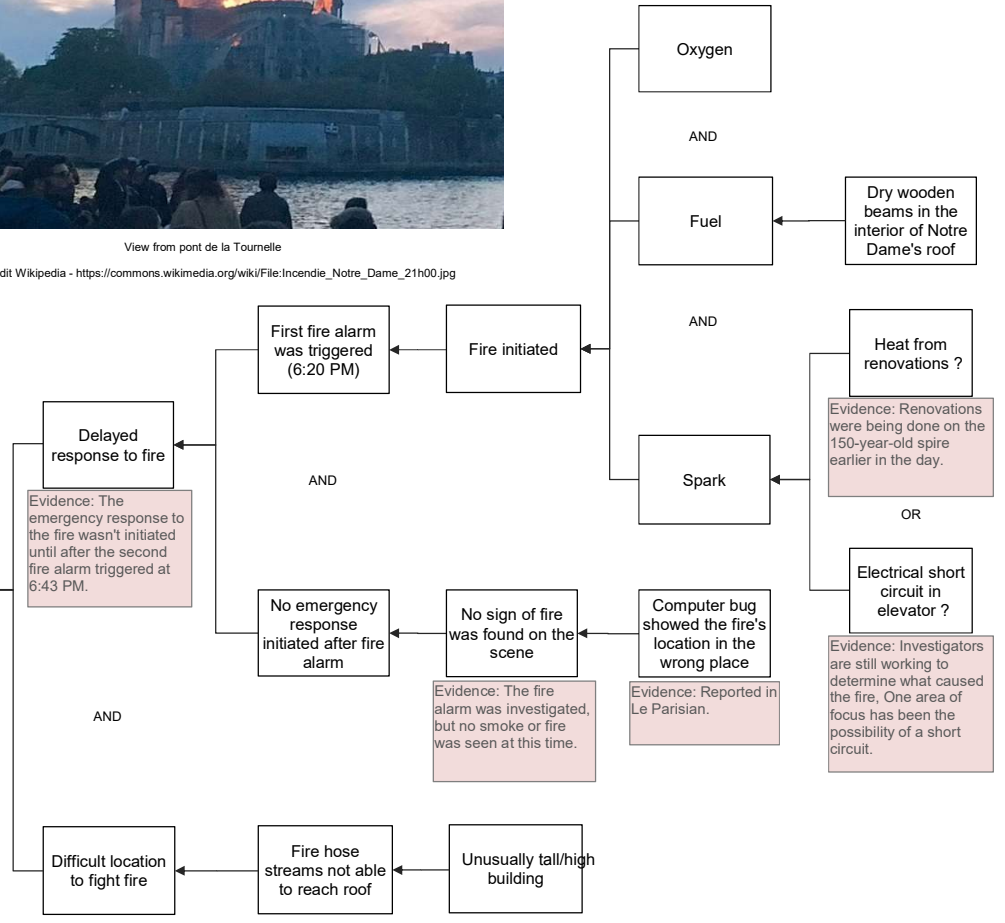 View from pont de la Tournelle
dit Wikipedia - https://commons.wikimedia.org/wiki/File:Incendie_Notre_Dame_21h00.jpg
Oxygen
AND
Fuel
Dry wooden
beams in the
interior of Notre
Dame's roof
AND
First fire alarm
was triggered
(6:20 PM)
Fire initiated
Heat from
renovations ?
Evidence: Renovations
were being done on the
150-year-old spire
earlier in the day.
Delayed
response to fire
Evidence: The
emergency response to
the fire wasn't initiated
until after the second
fire alarm triggered at
6:43 PM.
AND
Spark
OR
Electrical short
circuit in
elevator ?
Evidence: Investigators
are still working to
determine what caused
the fire, One area of
focus has been the
possibility of a short
circuit.
No emergency
response
initiated after fire
alarm
No sign of fire
was found on the
scene
Evidence: The fire
alarm was investigated,
but no smoke or fire
was seen at this time.
Computer bug
showed the fire's
location in the
wrong place
Evidence: Reported in
Le Parisian.
AND
Difficult location
to fight fire
Fire hose
streams not able
to reach roof
Unusually tall/high
building